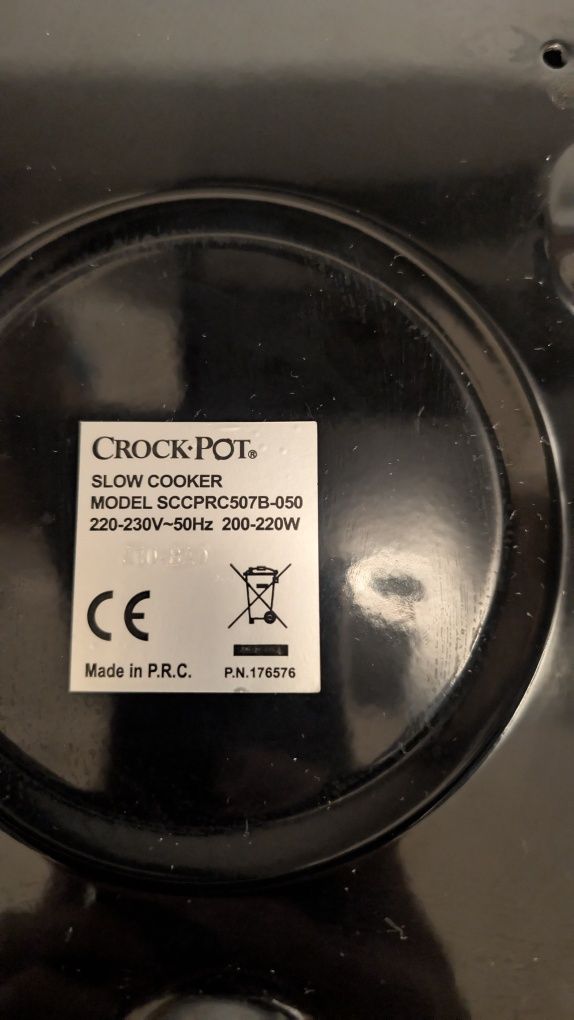 CROCK·POT®
SLOW COOKER
MODEL SCCPRC507B-050
220-230V~50Hz 200-220W
CE
Made in P.R.C. P.N.176576